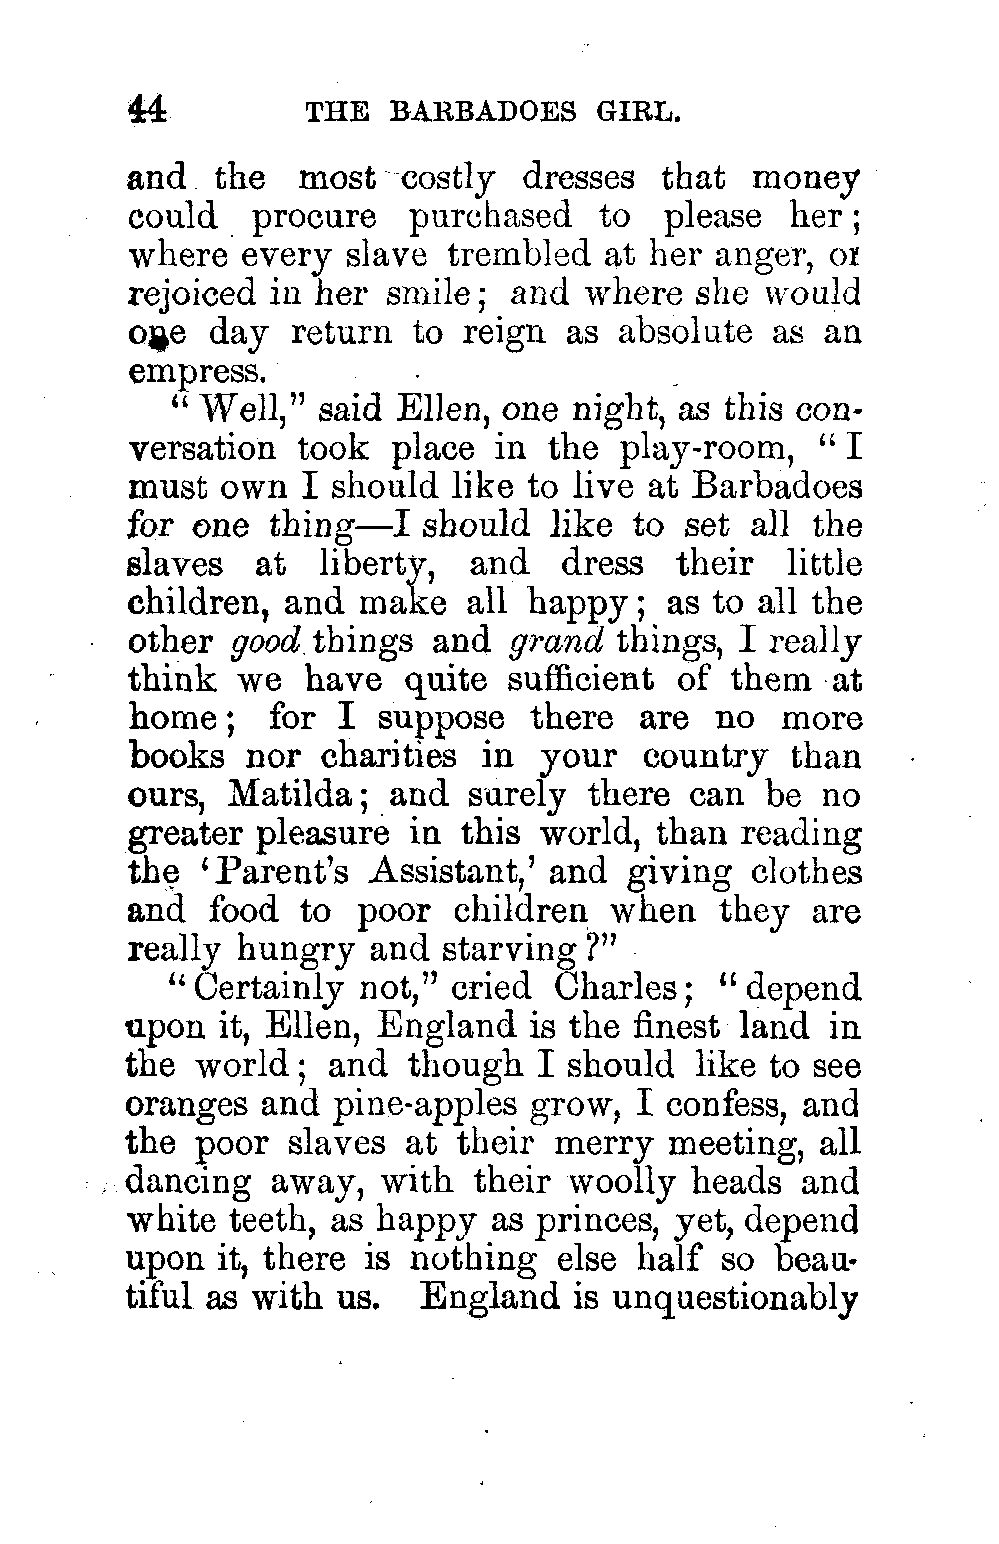 44 THE BARBADOES GIRL.
and the most costly dresses that money
could procure purchased to please her;
where every slave trembled at her anger, or
rejoiced in her smile; and where she would
one day return to reign as absolute as an
empress.
"Well," said Ellen, one night, as this con-
versation took place in the play-room, "I
must own I should like to live at Barbadoes
for one thing—I should like to set all the
slaves at liberty, and dress their little
children, and make all happy; as to all the
other good things and grand things, I really
think we have quite sufficient of them at
home; for I suppose there are no more
books nor charities in your country than
ours, Matilda; and surely there can be no
greater pleasure in this world, than reading
the 'Parent's Assistant,' and giving clothes
and food to poor children when they are
really hungry and starving?"
"Certainly not," cried Charles; "depend
upon it, Ellen, England is the finest land in
the world; and though I should like to see
oranges and pine-apples grow, I confess, and
the poor slaves at their merry meeting, all
dancing away, with their woolly heads and
white teeth, as happy as princes, yet, depend
upon it, there is nothing else half so beau-
tiful as with us. England is unquestionably